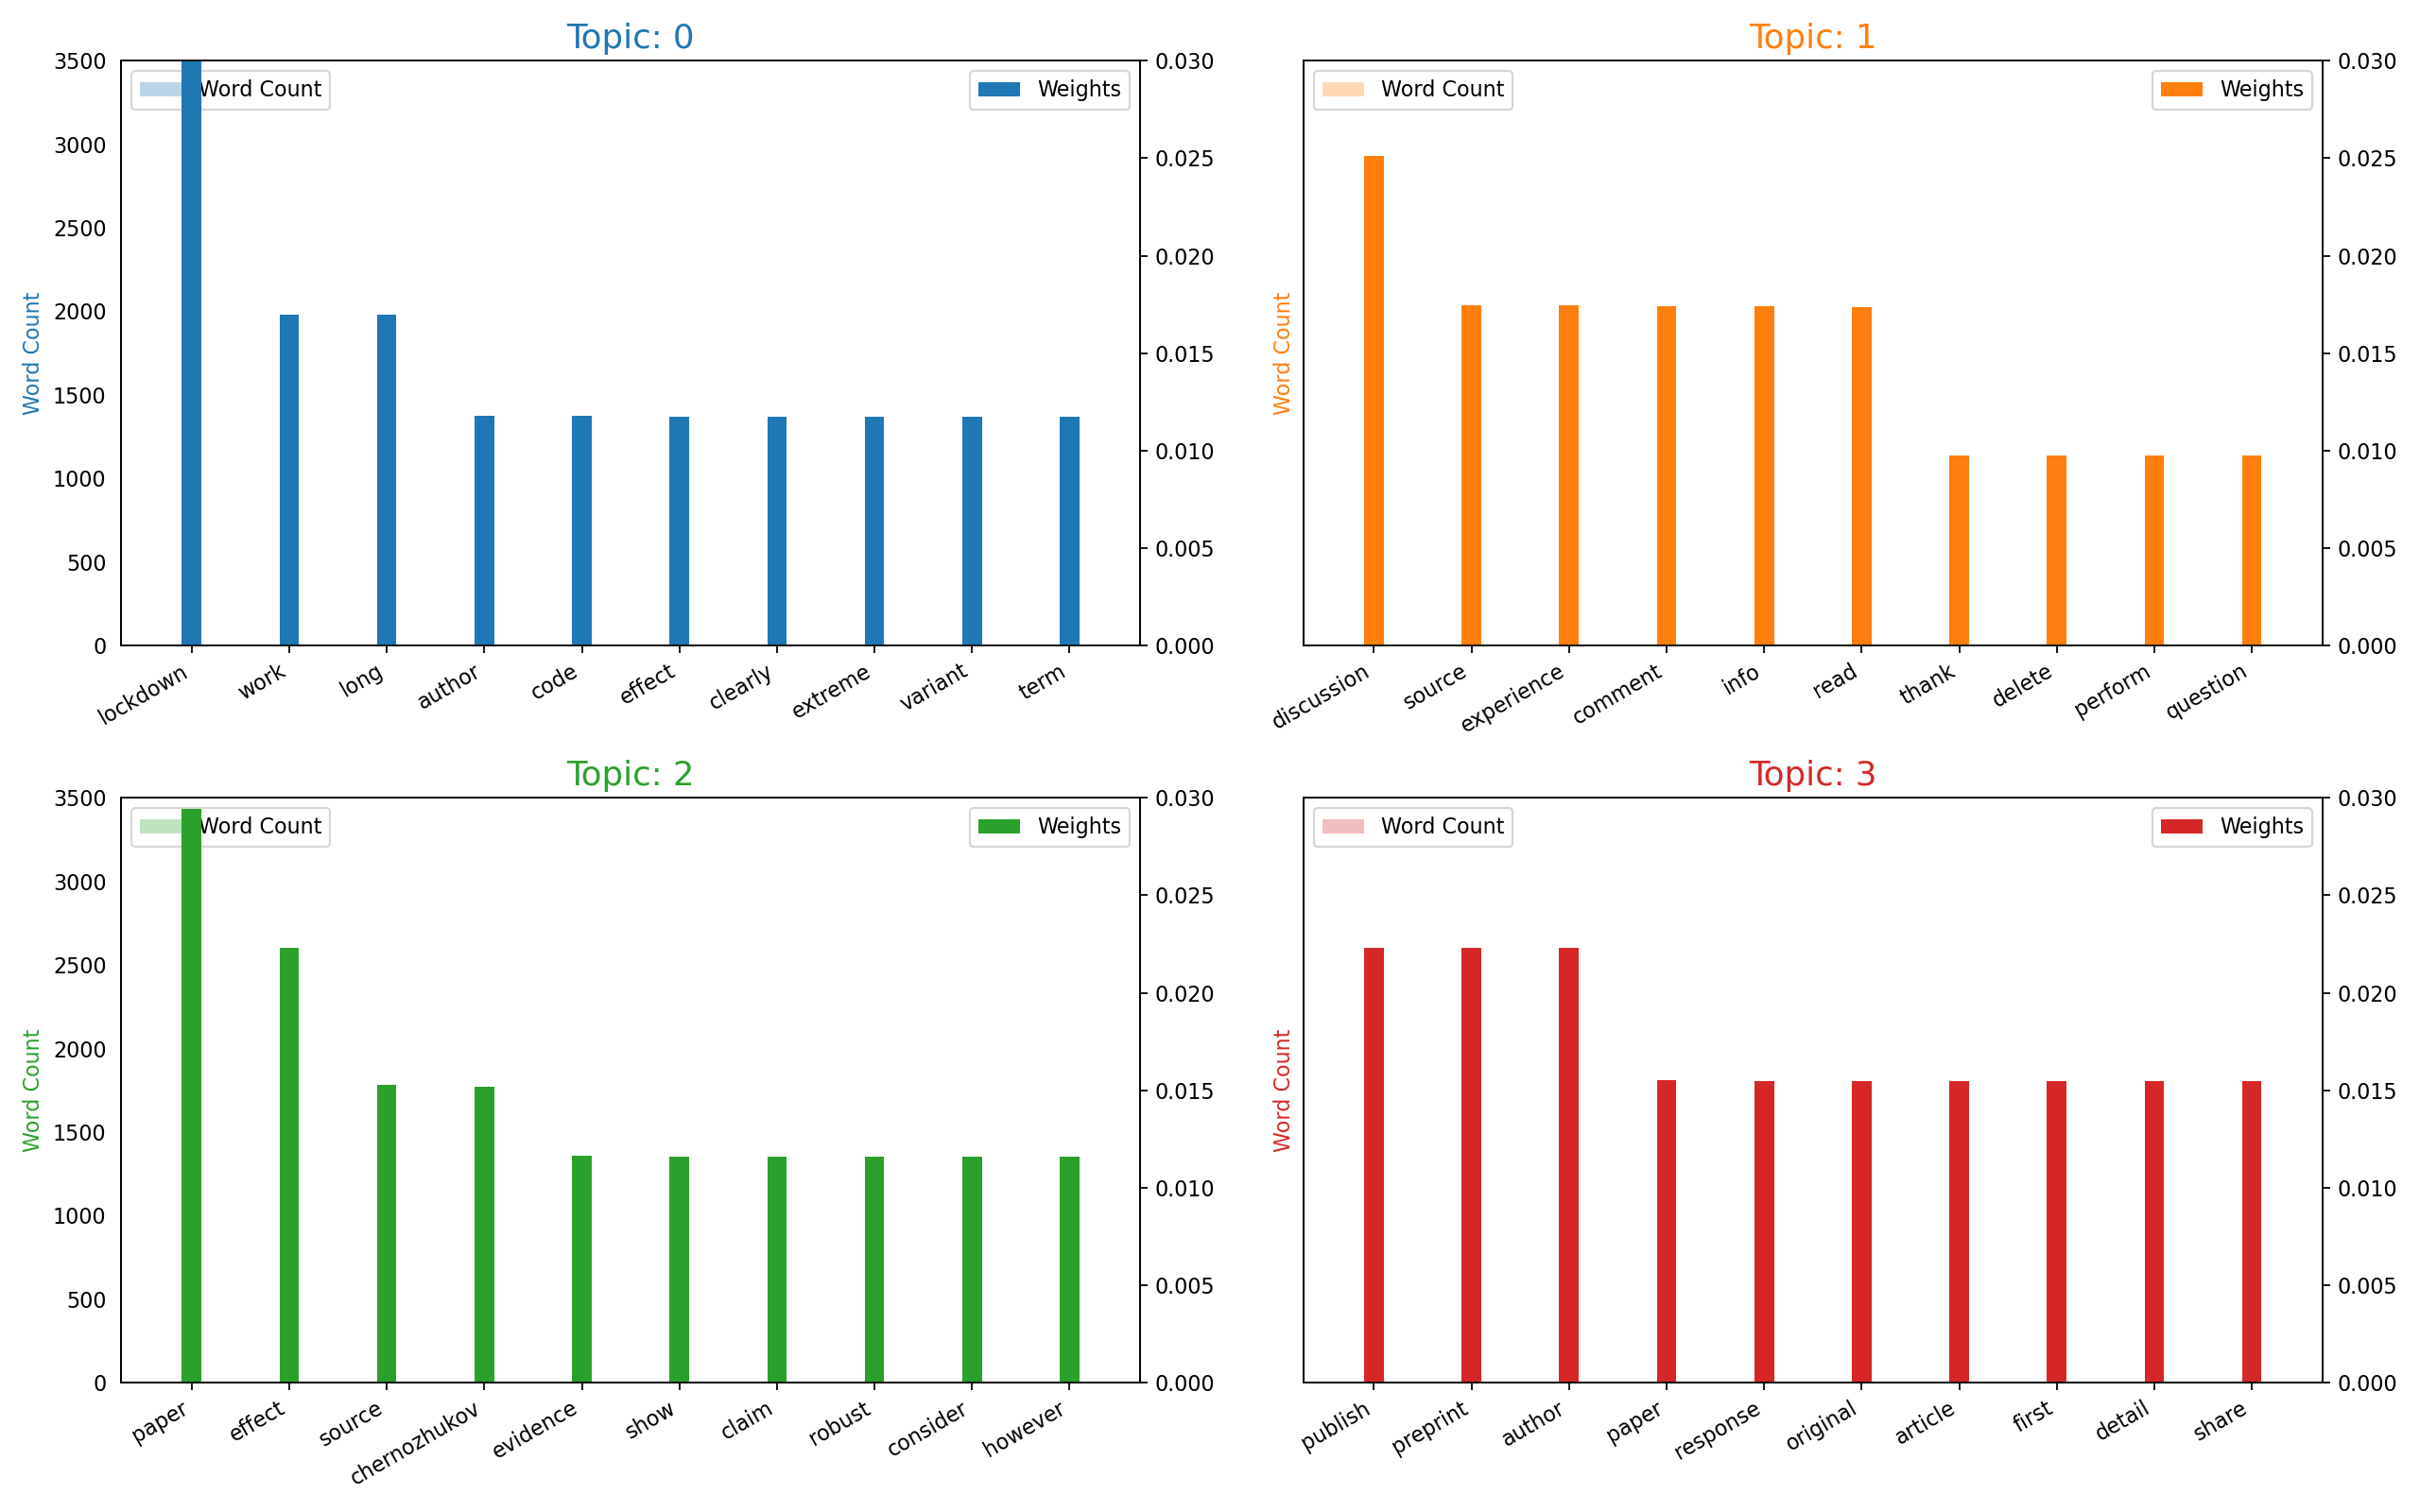 Topic: 0
Word Count
Weights
3500
3000
2500
2000
1500
1000
500
0
Word Count
0.030
0.025
0.020
0.015
0.010
0.005
0.000
lockdown
work
long
author
code
effect
clearly
extreme
variant
term
Topic: 1
Word Count
Weights
Word Count
0.030
0.025
0.020
0.015
0.010
0.005
0.000
discussion
source
experience
comment
info
read
thank
delete
perform
question
Topic: 2
Word Count
Weights
3500
3000
2500
2000
1500
1000
500
0
Word Count
0.030
0.025
0.020
0.015
0.010
0.005
0.000
paper
effect
source
chernozhukov
evidence
show
claim
robust
consider
however
Topic: 3
Word Count
Weights
Word Count
0.030
0.025
0.020
0.015
0.010
0.005
0.000
publish
preprint
author
paper
response
original
article
first
detail
share